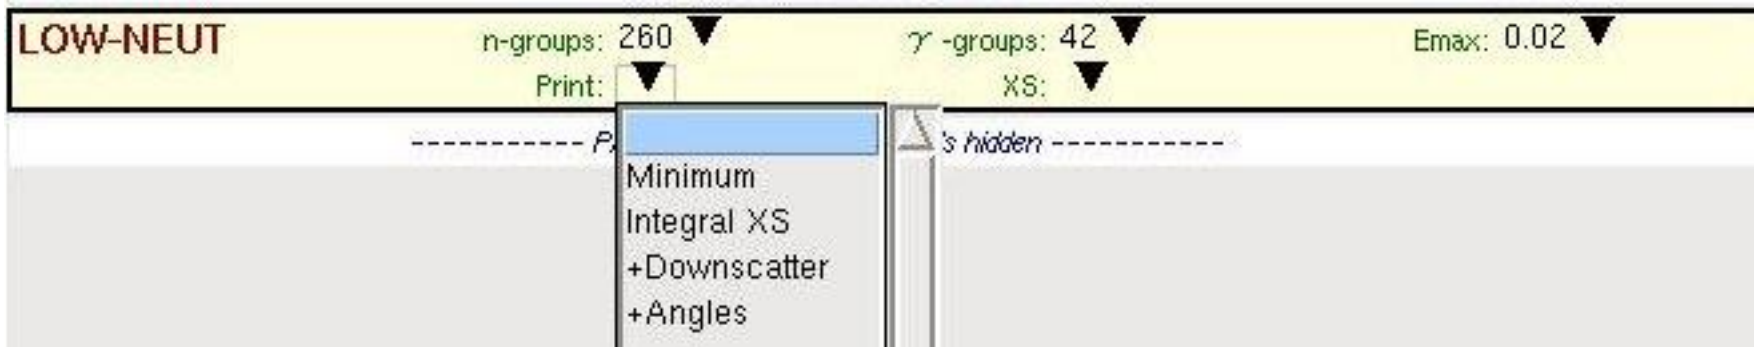 LOW-NEUT n-groups: 260 γ -groups: 42 Emax: 0.02
Print: XS:
----------- P 's hidden -----------
Minimum
Integral XS
+Downscatter
+Angles